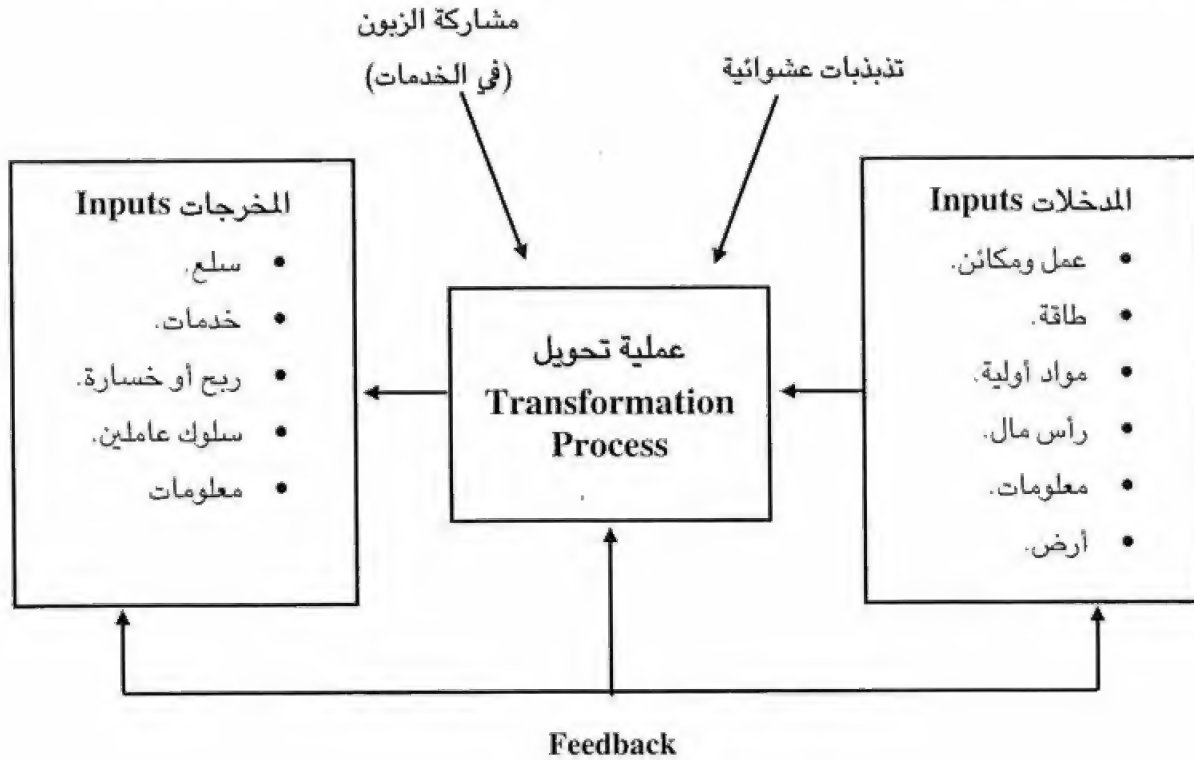 مشاركة الزبون
(في الخدمات)
تذبذبات عشوائية
المدخلات Inputs
• عمل ومكائن.
• طاقة.
• مواد أولية.
• رأس مال.
• معلومات.
• أرض.
عملية تحويل
Transformation
Process
المخرجات Inputs
• سلع.
• خدمات.
• ربح أو خسارة.
• سلوك عاملين.
• معلومات
Feedback